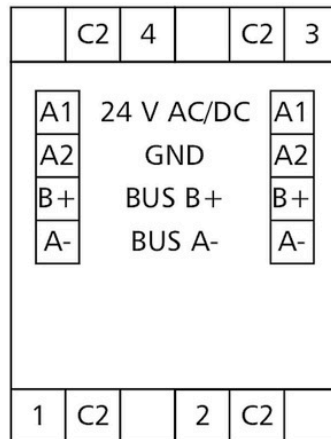 C2 4 C2 3
A1 24 V AC/DC A1
A2 GND A2
B+ BUS B+ B+
A- BUS A- A-
1 C2 2 C2